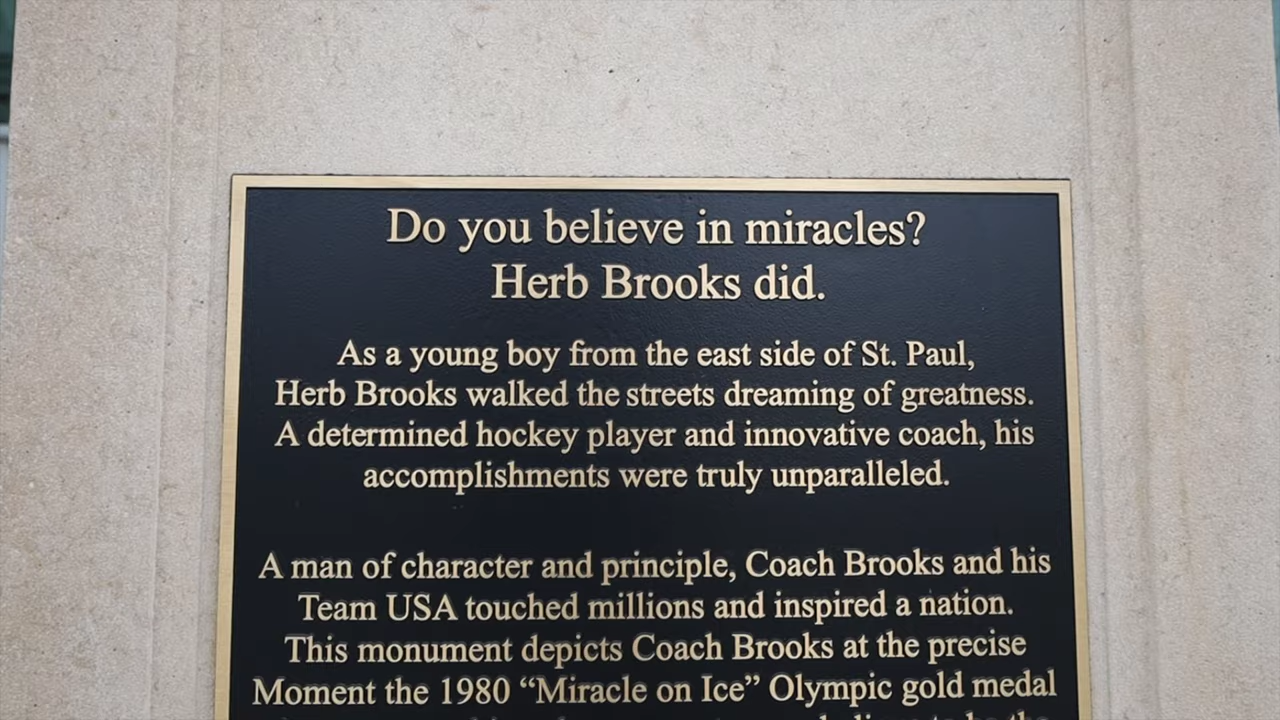 Do you believe in miracles?
Herb Brooks did.
As a young boy from the east side of St. Paul,
Herb Brooks walked the streets dreaming of greatness.
A determined hockey player and innovative coach, his
accomplishments were truly unparalleled.
A man of character and principle, Coach Brooks and his
Team USA touched millions and inspired a nation.
This monument depicts Coach Brooks at the precise
Moment the 1980 “Miracle on Ice” Olympic gold medal